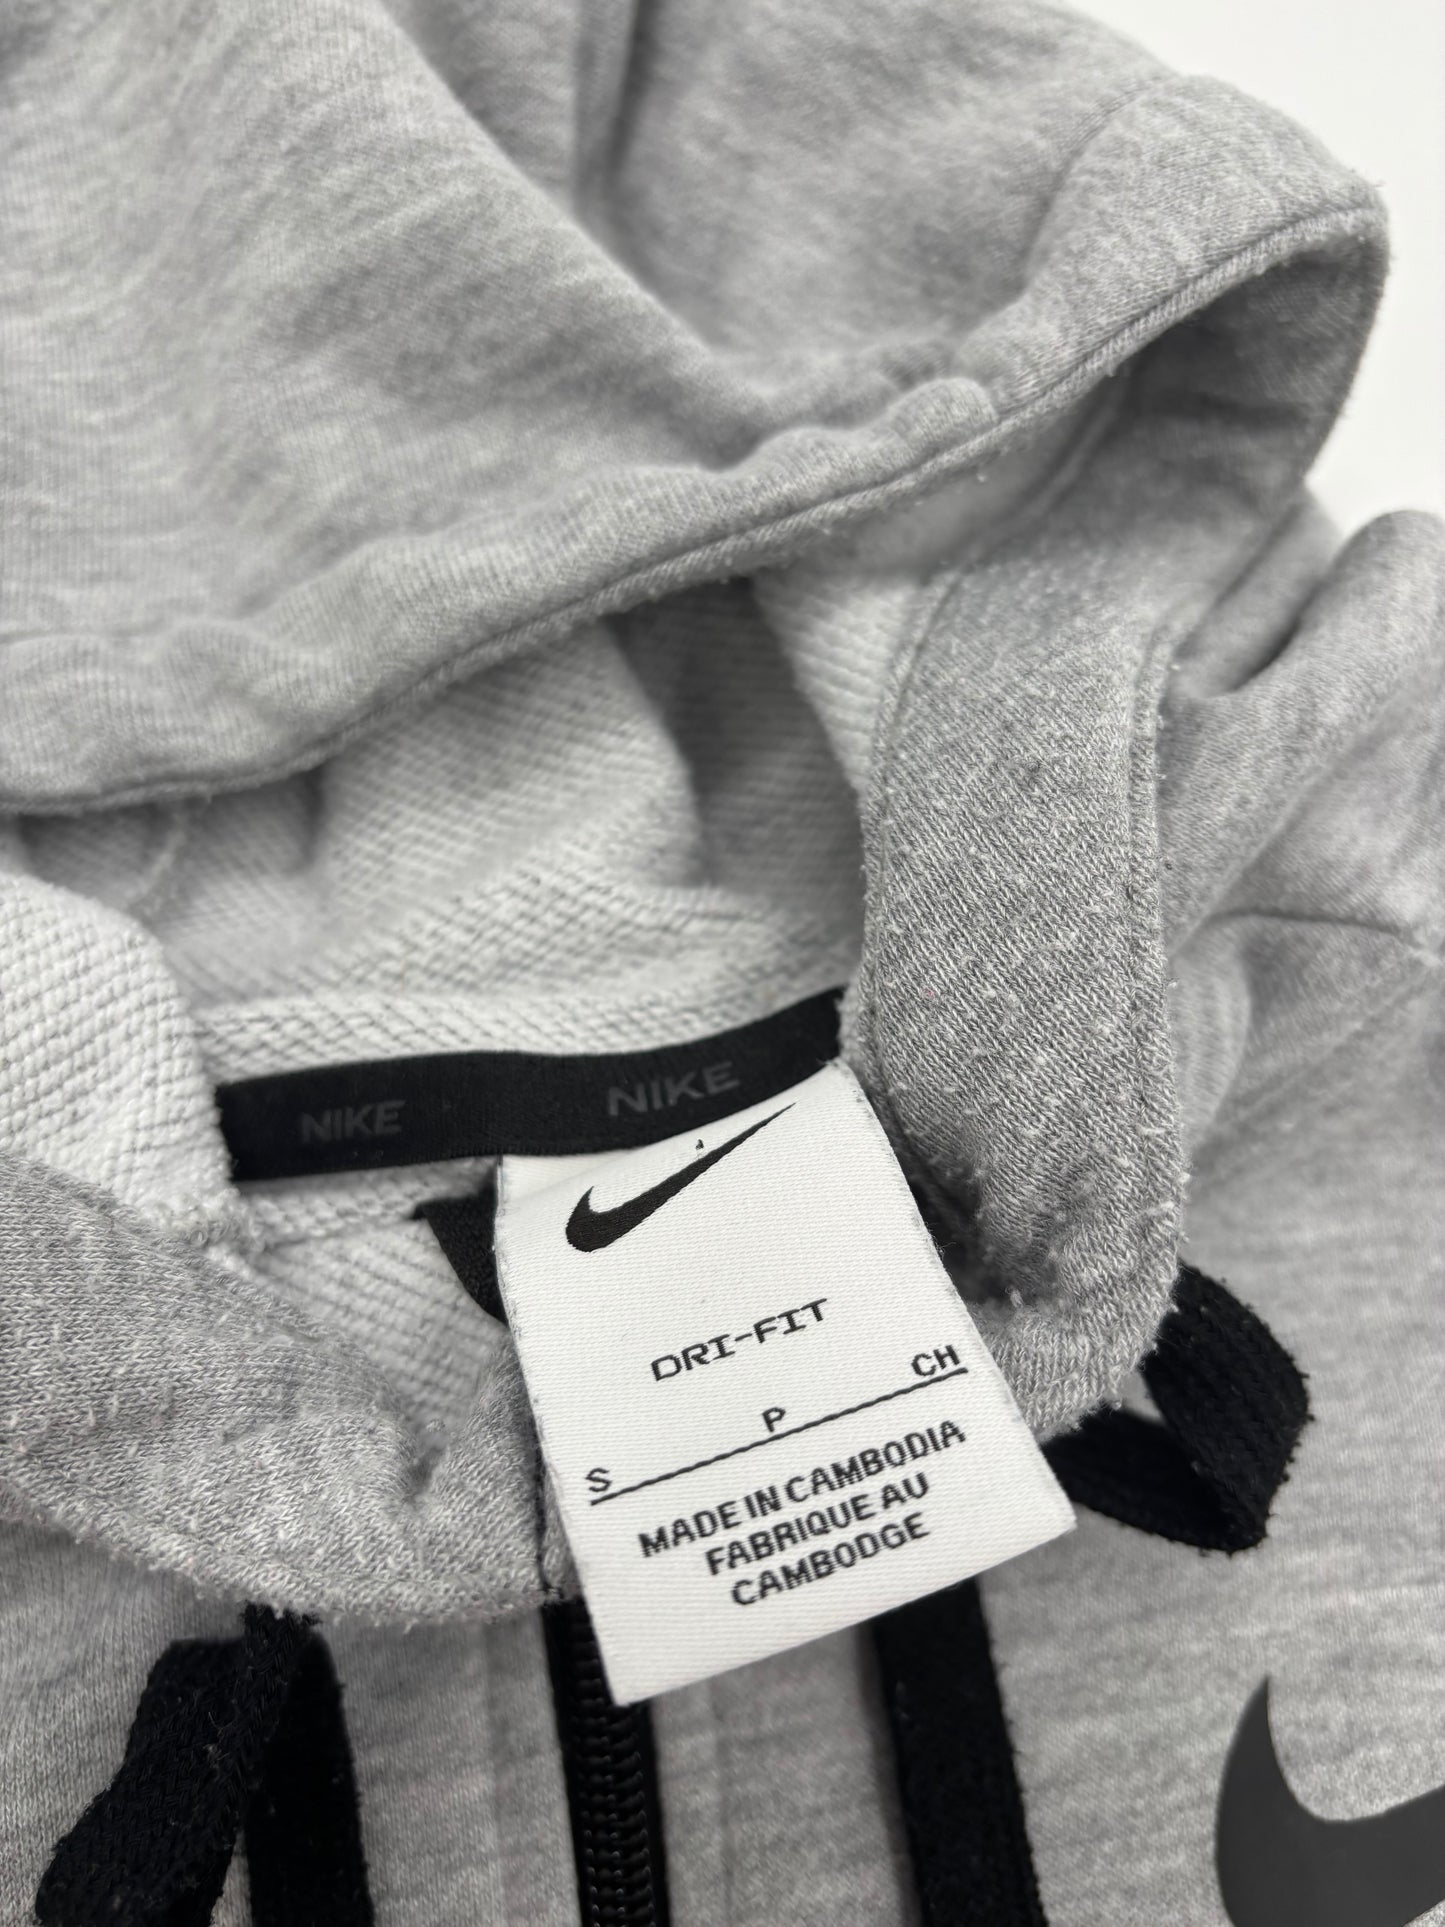 NIKE NIKE
DRI-FIT
S P CH
MADE IN CAMBODIA
FABRIQUE AU
CAMBODGE